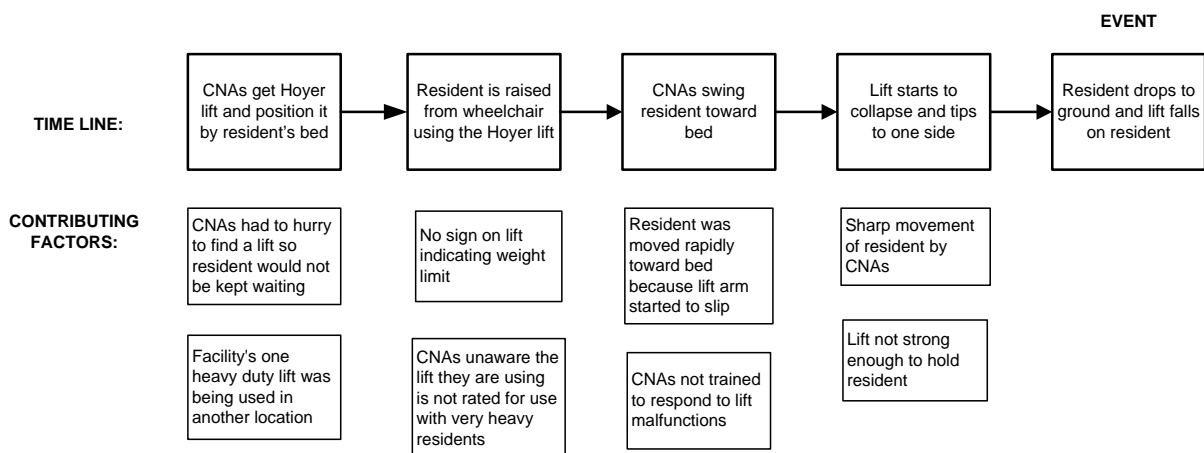 EVENT
TIME LINE:
CNAs get Hoyer
lift and position it
by resident's bed
Resident is raised
from wheelchair
using the Hoyer lift
CNAs swing
resident toward
bed
Lift starts to
collapse and tips
to one side
Resident drops to
ground and lift falls
on resident
CONTRIBUTING
FACTORS:
CNAs had to hurry
to find a lift so
resident would not
be kept waiting
No sign on lift
indicating weight
limit
Resident was
moved rapidly
toward bed
because lift arm
started to slip
Sharp movement
of resident by
CNAs
Facility's one
heavy duty lift was
being used in
another location
CNAs unaware the
lift they are using
is not rated for use
with very heavy
residents
CNAs not trained
to respond to lift
malfunctions
Lift not strong
enough to hold
resident